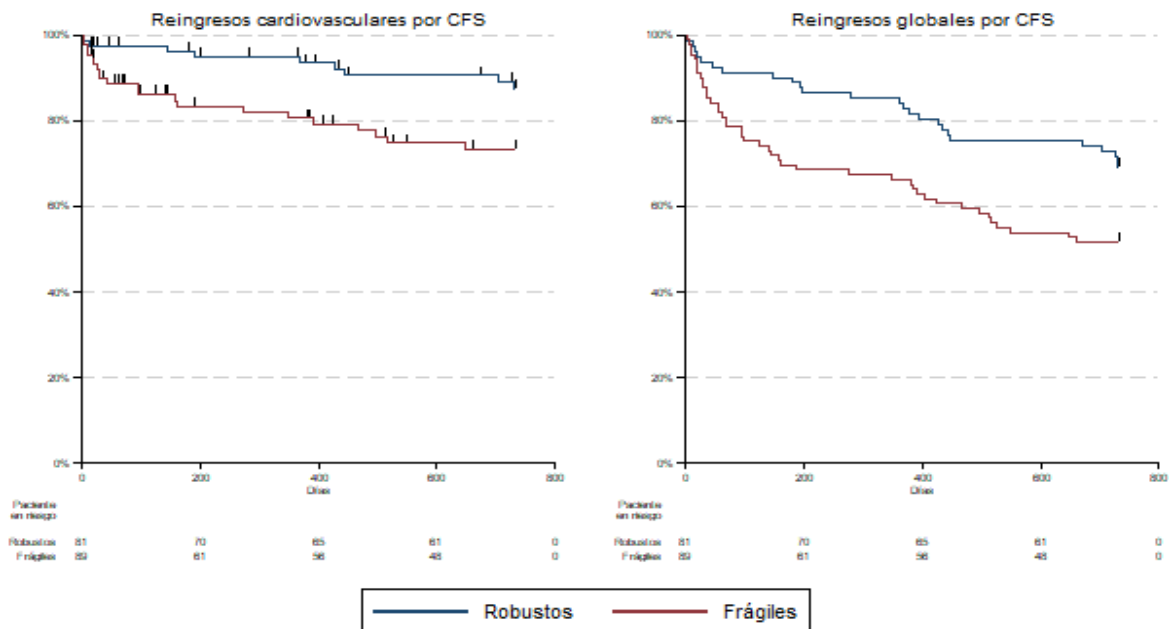 Reingresos cardiovasculares por CFS
100%
80%
60%
40%
20%
0%
0 200 400 600 800
Días
Paciente
en riesgo
Robustos 81 70 65 61 0
Frágiles 89 61 56 48 0
Reingresos globales por CFS
100%
80%
60%
40%
20%
0%
0 200 400 600 800
Días
Paciente
en riesgo
Robustos 81 70 65 61 0
Frágiles 89 61 56 48 0
Robustos Frágiles